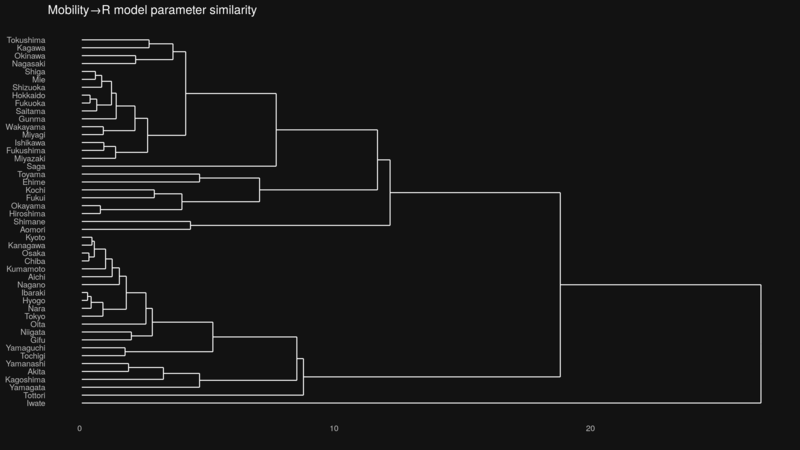 Mobility→R model parameter similarity
Tokushima
Kagawa
Okinawa
Nagasaki
Shiga
Mie
Shizuoka
Hokkaido
Fukuoka
Saitama
Gunma
Wakayama
Miyagi
Ishikawa
Fukushima
Miyazaki
Saga
Toyama
Ehime
Kochi
Fukui
Okayama
Hiroshima
Shimane
Aomori
Kyoto
Kanagawa
Osaka
Chiba
Kumamoto
Aichi
Nagano
Ibaraki
Hyogo
Nara
Tokyo
Oita
Niigata
Gifu
Yamaguchi
Tochigi
Yamanashi
Akita
Kagoshima
Yamagata
Tottori
Iwate
0 10 20